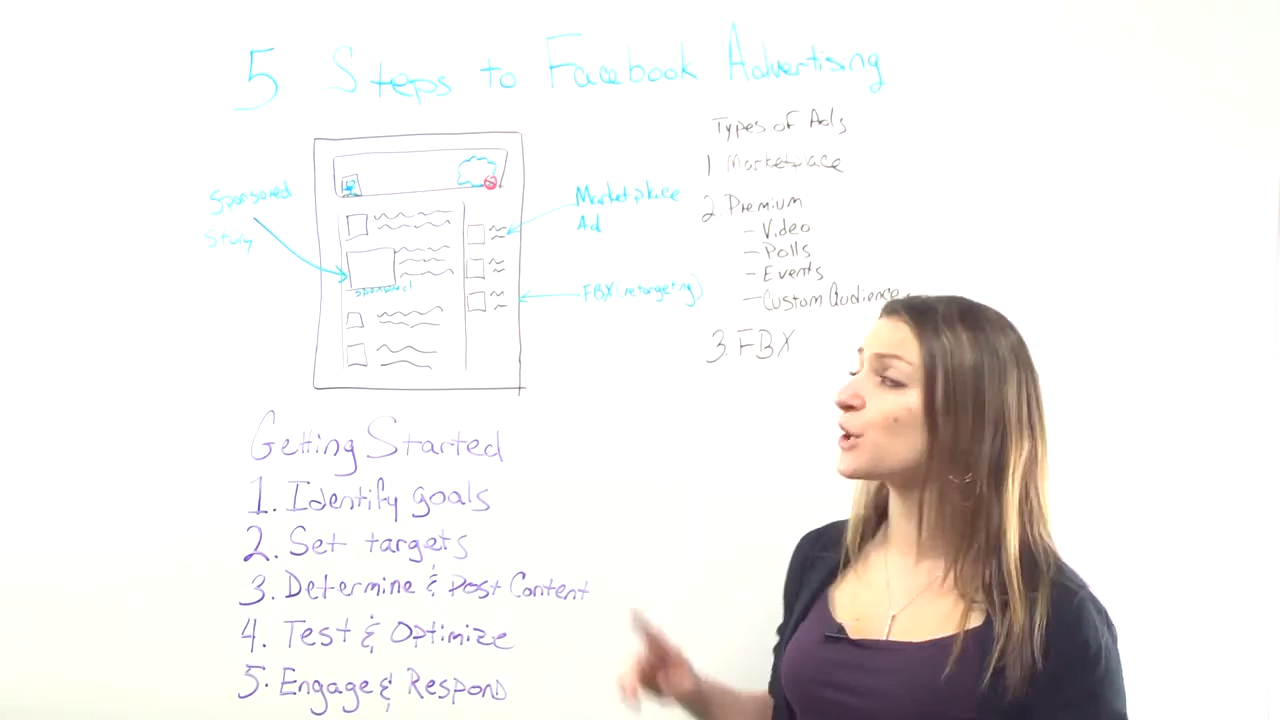 5 Steps to Facebook Advertising
Sponsored
Story
sponsored
Marketplace
Ad
FBX (retargeting)
Types of Ads
1 Marketplace
2. Premium
- Video
- Polls
- Events
- Custom Audience
3. FBX
Getting Started
1. Identify goals
2. Set targets
3. Determine & Post Content
4. Test & Optimize
5. Engage & Respond